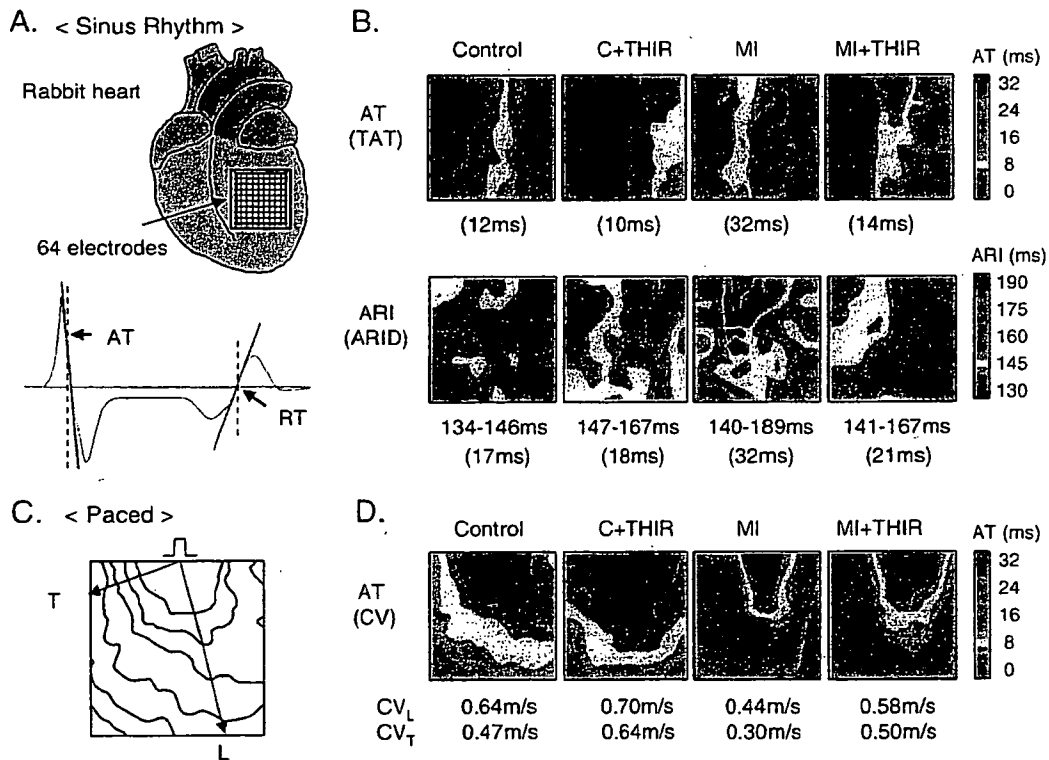 A. < Sinus Rhythm >
Rabbit heart
64 electrodes
AT
RT
B.
Control C+THIR MI MI+THIR AT (ms)
AT
(TAT)
32
24
16
8
0
(12ms) (10ms) (32ms) (14ms)
ARI (ms)
ARI
(ARID)
190
175
160
145
130
134-146ms 147-167ms 140-189ms 141-167ms
(17ms) (18ms) (32ms) (21ms)
C. < Paced >
T
L
D.
Control C+THIR MI MI+THIR AT (ms)
AT
(CV)
32
24
16
8
0
CVL 0.64m/s 0.70m/s 0.44m/s 0.58m/s
CVT 0.47m/s 0.64m/s 0.30m/s 0.50m/s